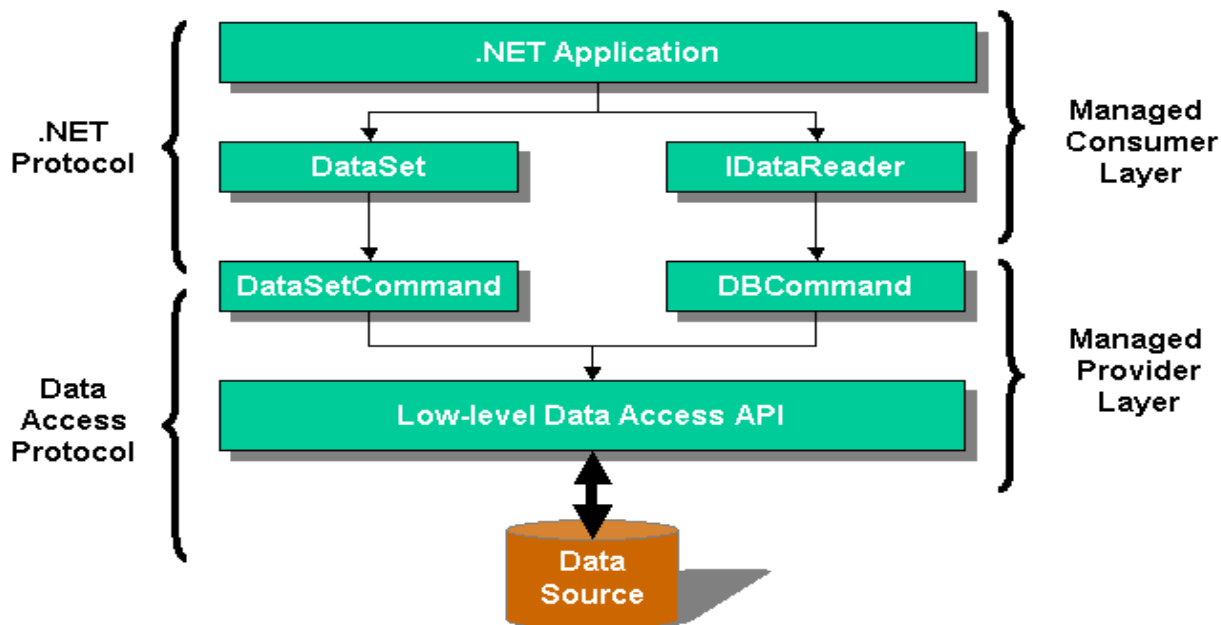 .NET Application
.NET
Protocol
Managed
Consumer
Layer
DataSet
IDataReader
DataSetCommand
DBCommand
Data
Access
Protocol
Managed
Provider
Layer
Low-level Data Access API
Data
Source